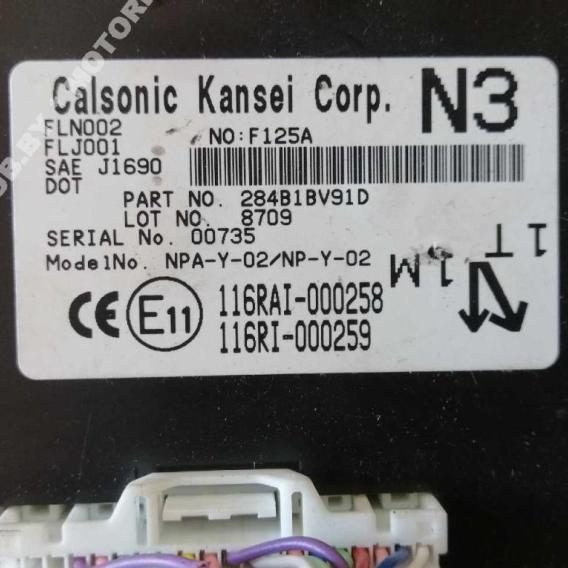 Calsonic Kansei Corp. N3
FLN002 NO:F125A
FLJ001
SAE J1690
DOT
PART NO. 284B1BV91D
LOT NO. 8709
SERIAL No. 00735
ModelNo. NPA-Y-02/NP-Y-02
1T
1M
CE E11 116RAI-000258
116RI-000259